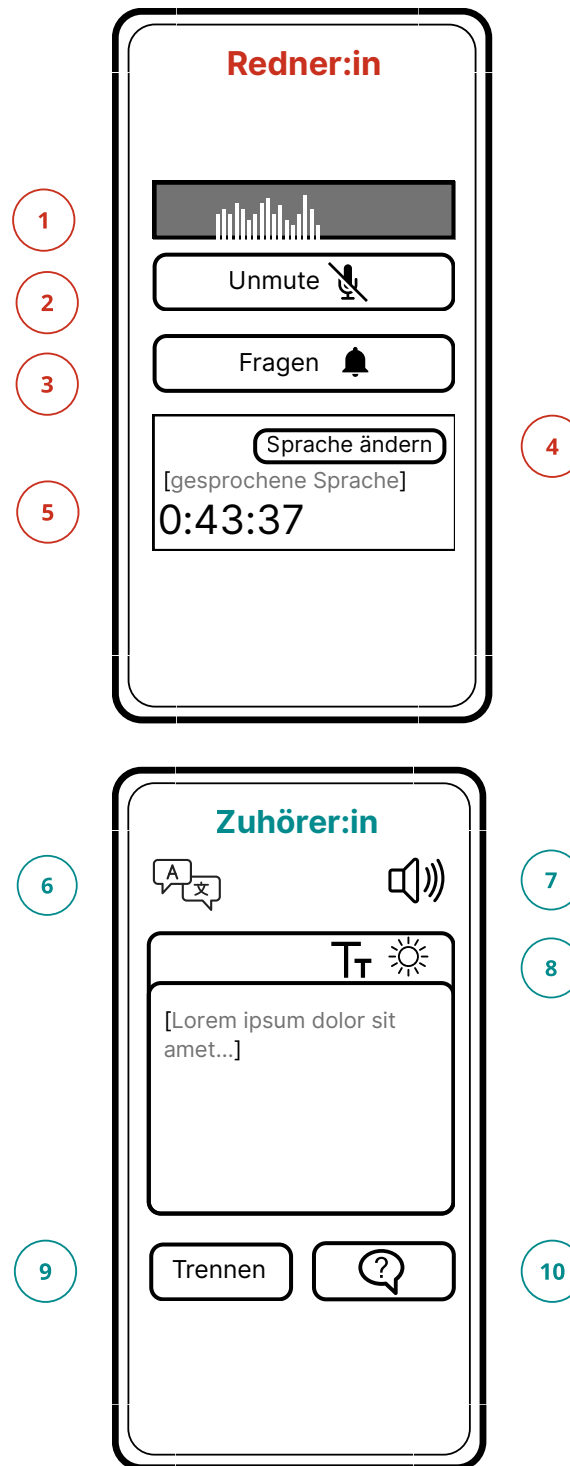 Redner:in
1
2
Unmute
3
Fragen
4
Sprache ändern
[gesprochene Sprache]
5
0:43:37
Zuhörer:in
6
A
文
7
8
TT
[Lorem ipsum dolor sit
amet...]
9
Trennen
?
10